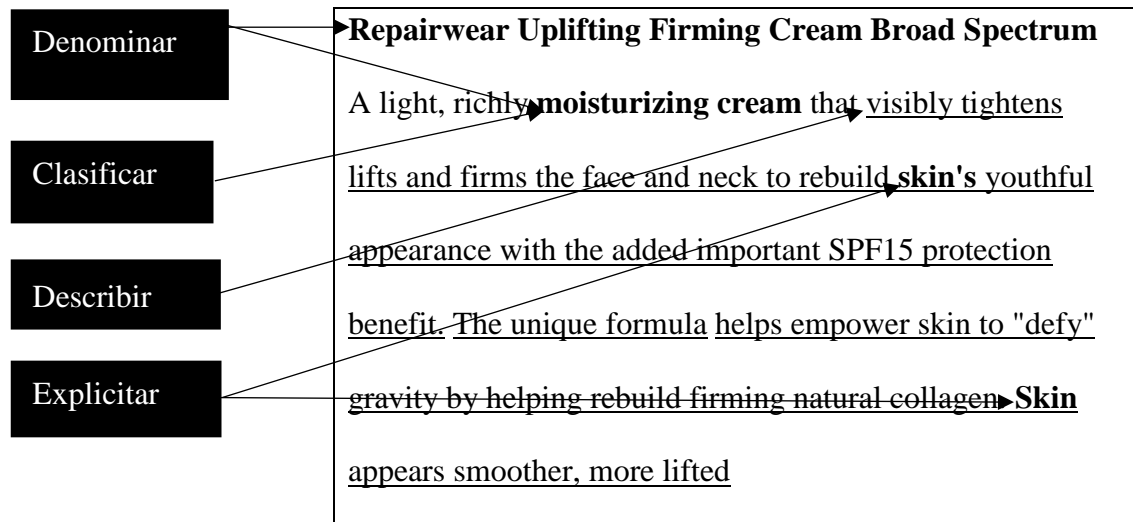 Denominar
Clasificar
Describir
Explicitar
Repairwear Uplifting Firming Cream Broad Spectrum
A light, richly moisturizing cream that visibly tightens
lifts and firms the face and neck to rebuild skin's youthful
appearance with the added important SPF15 protection
benefit. The unique formula helps empower skin to "defy"
gravity by helping rebuild firming natural collagen. Skin
appears smoother, more lifted